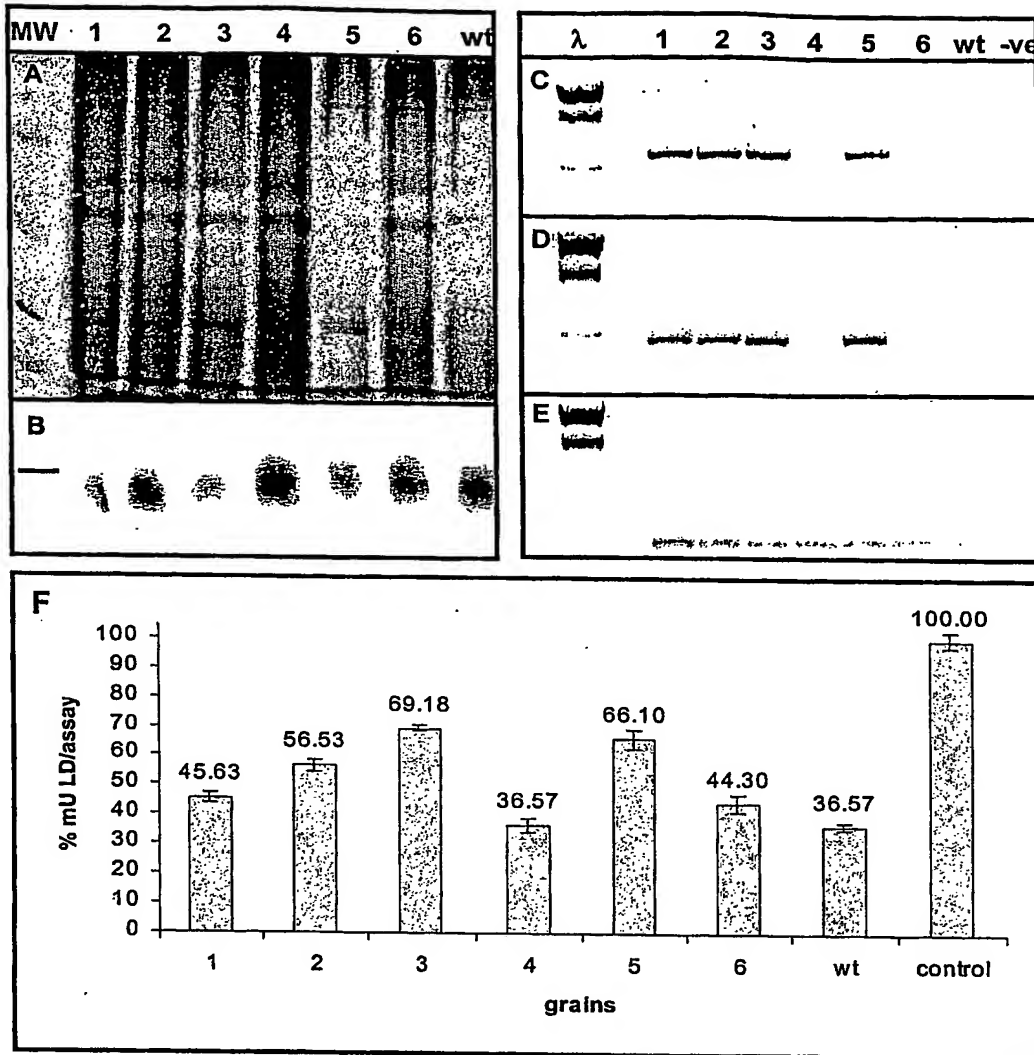 MW 1 2 3 4 5 6 wt
A
B
λ 1 2 3 4 5 6 wt -ve
C
D
E
F
% mU LD/assay
100
90
80
70
60
50
40
30
20
10
0
45.63
56.53
69.18
36.57
66.10
44.30
36.57
100.00
1 2 3 4 5 6 wt control
grains